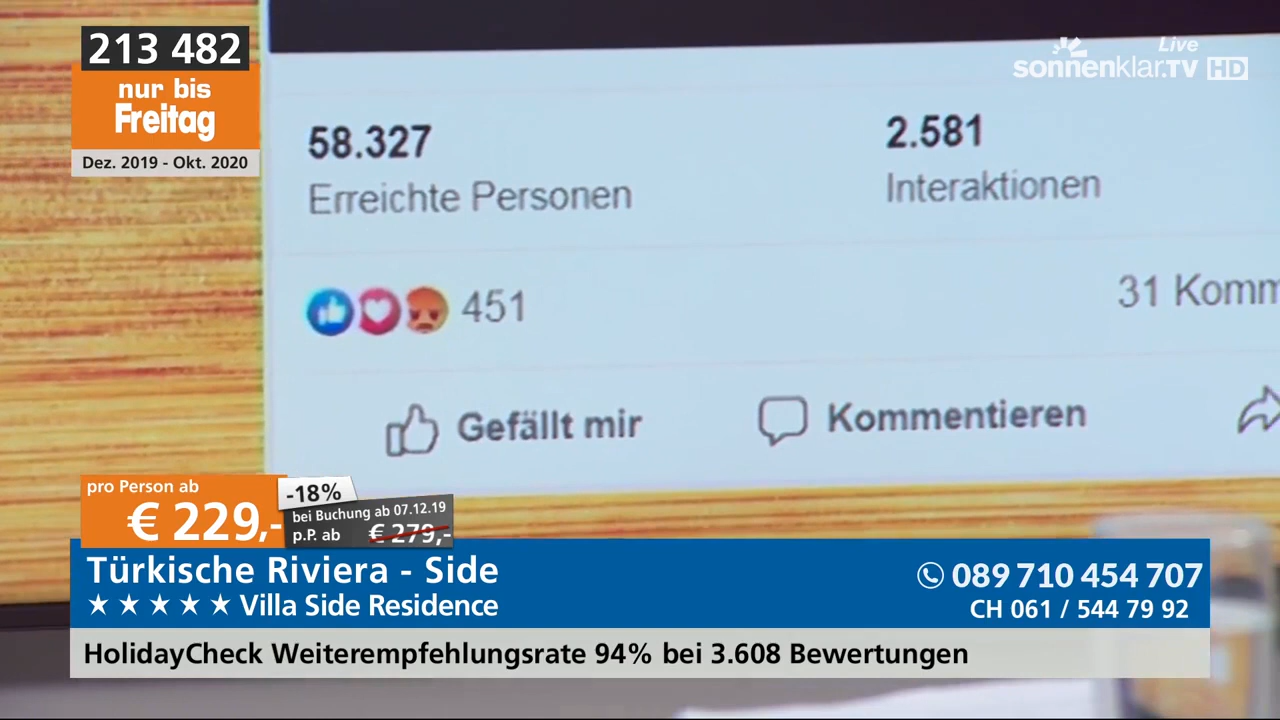 213 482
nur bis
Freitag
Dez. 2019 - Okt. 2020
Live
sonnenklar.TV HD
58.327
Erreichte Personen
2.581
Interaktionen
451
31 Komm
Gefällt mir
Kommentieren
pro Person ab
€ 229,-
-18%
bei Buchung ab 07.12.19
p.P. ab € 279,-
Türkische Riviera - Side
★★★★★ Villa Side Residence
089 710 454 707
CH 061 / 544 79 92
HolidayCheck Weiterempfehlungsrate 94% bei 3.608 Bewertungen